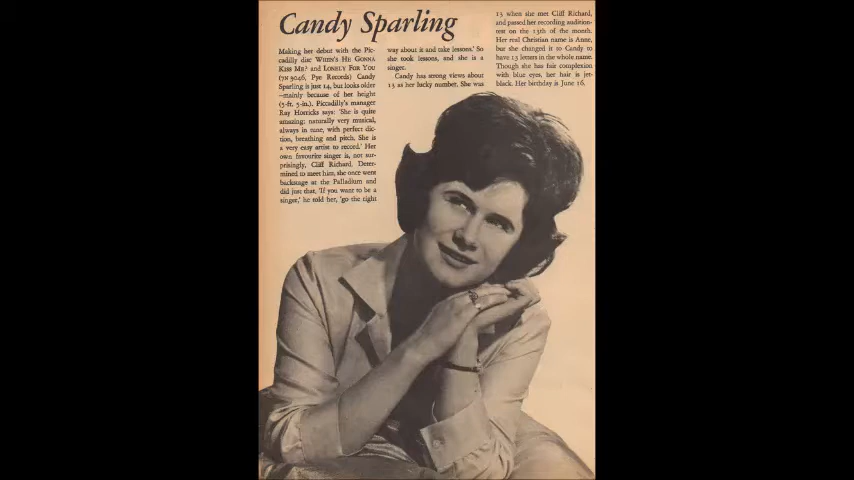 Candy Sparling
Making her debut with the Pic-
cadilly disc WHEN'S HE GONNA
KISS ME? and LONELY FOR YOU
(7N 9046, Pye Records) Candy
Sparling is just 14, but looks older
—mainly because of her height
(5-ft. 5-in.). Piccadilly's manager
Ray Horricks says: 'She is quite
amazing: naturally very musical,
always in tune, with perfect dic-
tion, breathing and pitch. She is
a very easy artist to record.' Her
own favourite singer is, not sur-
prisingly, Cliff Richard. Deter-
mined to meet him, she once went
backstage at the Palladium and
did just that. 'If you want to be a
singer,' he told her, 'go the right
way about it and take lessons.' So
she took lessons, and she is a
singer.
Candy has strong views about
13 as her lucky number. She was
13 when she met Cliff Richard,
and passed her recording audition-
test on the 13th of the month.
Her real Christian name is Anne,
but she changed it to Candy to
have 13 letters in the whole name.
Though she has fair complexion
with blue eyes, her hair is jet-
black. Her birthday is June 16.